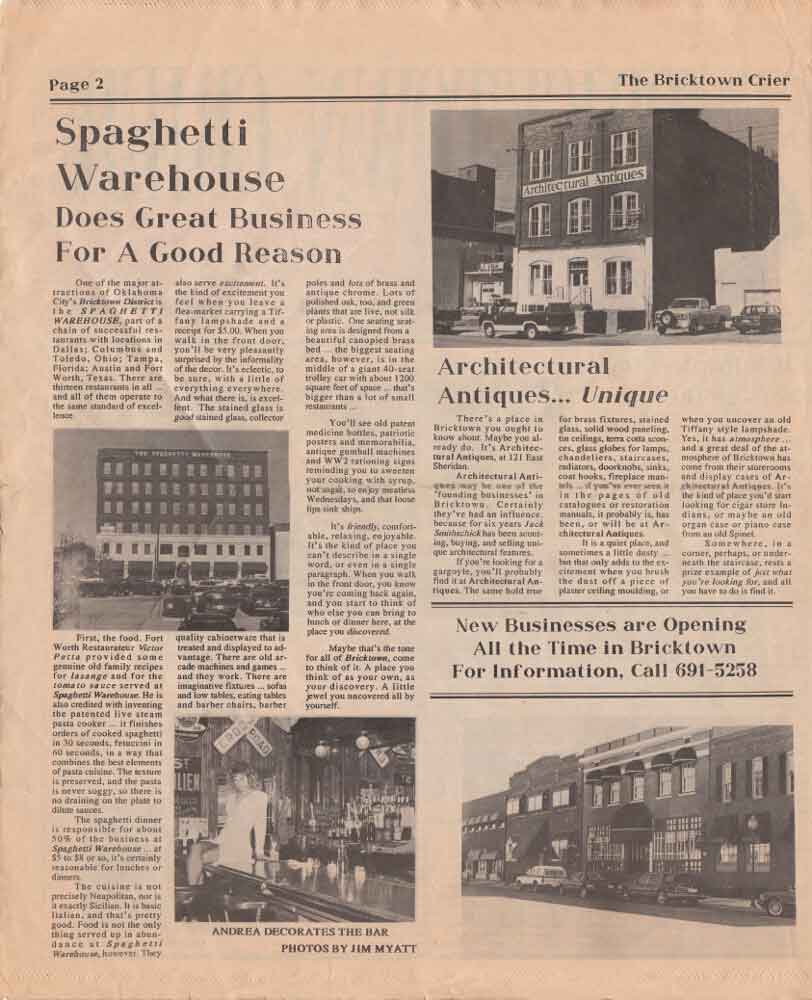 Page 2
The Bricktown Crier
Spaghetti
Warehouse
Does Great Business
For A Good Reason
One of the major at-
tractions of Oklahoma
City's Bricktown District is
the SPAGHETTI
WAREHOUSE, part of a
chain of successful res-
taurants with locations in
Dallas; Columbus and
Toledo, Ohio; Tampa,
Florida; Austin and Fort
Worth, Texas. There are
thirteen restaurants in all ...
and all of them operate to
the same standard of excel-
lence.
THE SPAGHETTI WAREHOUSE
First, the food. Fort
Worth Restaurateur Victor
Patta provided some
genuine old family recipes
for lasange and for the
tomato sauce served at
Spaghetti Warehouse. He is
also credited with inventing
the patented live steam
pasta cooker ... it finishes
orders of cooked spaghetti
in 30 seconds, fetuccini in
60 seconds, in a way that
combines the best elements
of pasta cuisine. The texture
is preserved, and the pasta
is never soggy, so there is
no draining on the plate to
dilute sauces.
The spaghetti dinner
is responsible for about
50% of the business at
Spaghetti Warehouse ... at
$5 to $8 or so, it's certainly
reasonable for lunches or
dinners.
The cuisine is not
precisely Neapolitan, nor is
it exactly Sicilian. It is basic
Italian, and that's pretty
good. Food is not the only
thing served up in abun-
dance at Spaghetti
Warehouse, however. They
also serve excitement. It's
the kind of excitement you
feel when you leave a
flea-market carrying a Tif-
fany lampshade and a
receipt for $5.00. When you
walk in the front door,
you'll be very pleasantly
surprised by the informality
of the decor. It's eclectic, to
be sure, with a little of
everything everywhere.
And what there is, is excel-
lent. The stained glass is
good stained glass, collector
quality cabinetware that is
treated and displayed to ad-
vantage. There are old ar-
cade machines and games ...
and they work. There are
imaginative fixtures ... sofas
and low tables, eating tables
and barber chairs, barber
poles and lots of brass and
antique chrome. Lots of
polished oak, too, and green
plants that are live, not silk
or plastic. One seating seat-
ing area is designed from a
beautiful canopied brass
bed ... the biggest seating
area, however, is in the
middle of a giant 40-seat
trolley car with about 1200
square feet of space ... that's
bigger than a lot of small
restaurants ...
You'll see old patent
medicine bottles, patriotic
posters and memorabilia,
antique gumball machines
and WW2 rationing signs
reminding you to sweeten
your cooking with syrup,
not sugar, to enjoy meatless
Wednesdays, and that loose
lips sink ships.
It's friendly, comfort-
able, relaxing, enjoyable.
It's the kind of place you
can't describe in a single
word, or even in a single
paragraph. When you walk
in the front door, you know
you're coming back again,
and you start to think of
who else you can bring to
lunch or dinner here, at the
place you discovered.
Maybe that's the tone
for all of Bricktown, come
to think of it. A place you
think of as your own, as
your discovery. A little
jewel you uncovered all by
yourself.
CROSSING
ROAD
ANDREA DECORATES THE BAR
PHOTOS BY JIM MYATT
Architectural Antiques
Architectural
Antiques... Unique
There's a place in
Bricktown you ought to
know about. Maybe you al-
ready do. It's Architec-
tural Antiques, at 121 East
Sheridan.
Architectural Anti-
ques may be one of the
'founding businesses' in
Bricktown. Certainly
they've had an influence,
because for six years Jack
has been scout-
ing, buying, and selling uni-
que architectural features.
If you're looking for a
gargoyle, you'll probably
find it at Architectural An-
tiques. The same hold true
for brass fixtures, stained
glass, solid wood paneling,
tin ceilings, terra cotta scon-
ces, glass globes for lamps,
chandeliers, staircases,
radiators, doorknobs, sinks,
coat hooks, fireplace man-
tels ... if you've ever seen it
in the pages of old
catalogues or restoration
manuals, it probably is, has
been, or will be at Ar-
chitectural Antiques.
It is a quiet place, and
sometimes a little dusty ...
but that only adds to the ex-
citement when you brush
the dust off a piece of
plaster ceiling moulding, or
when you uncover an old
Tiffany style lampshade.
Yes, it has atmosphere ...
and a great deal of the at-
mosphere of Bricktown has
come from their storerooms
and display cases of Ar-
chitectural Antiques. It's
the kind of place you'd start
looking for cigar store In-
dians, or maybe an old
organ case or piano case
from an old Spinet.
Somewhere, in a
corner, perhaps, or under-
neath the staircase, rests a
prize example of just what
you're looking for, and all
you have to do is find it.
New Businesses are Opening
All the Time in Bricktown
For Information, Call 691-5258